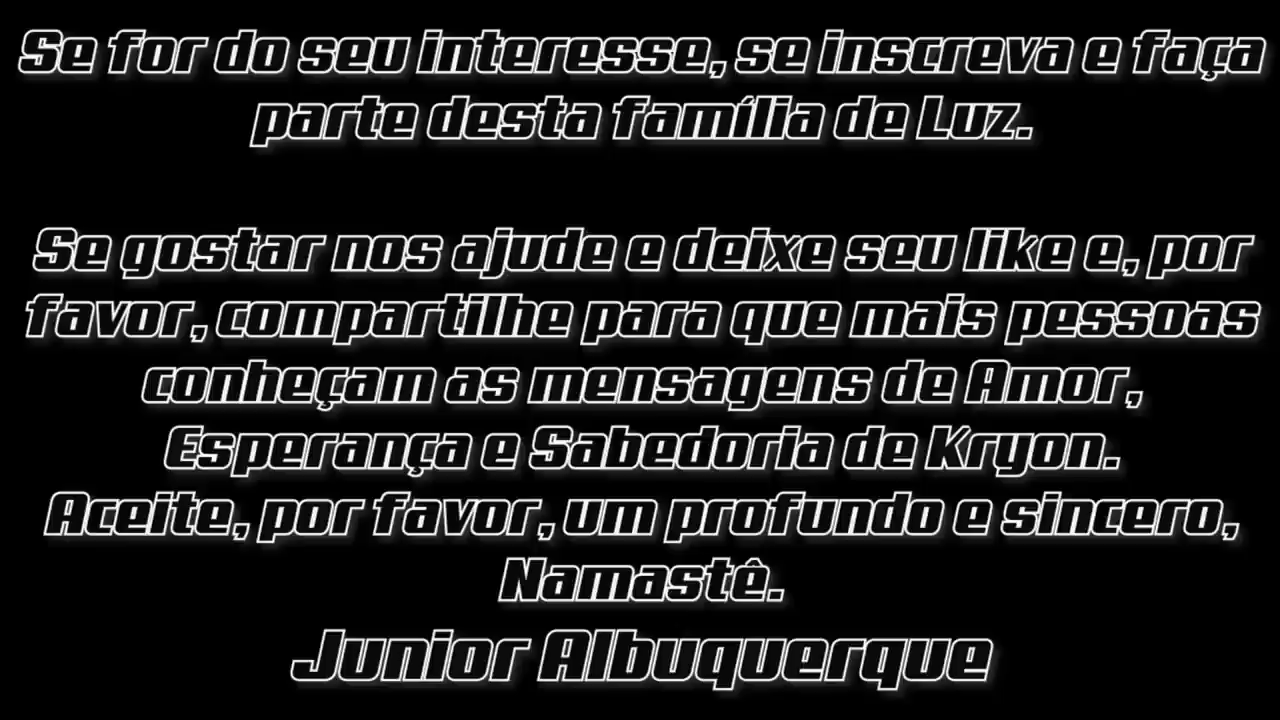 Se for do seu interesse, se inscreva e faça
parte desta família de Luz.
Se gostar nos ajude e deixe seu like e, por
favor, compartilhe para que mais pessoas
conheçam as mensagens de Amor,
Esperança e Sabedoria de Kryon.
Aceite, por favor, um profundo e sincero,
Namastê.
Junior Albuquerque